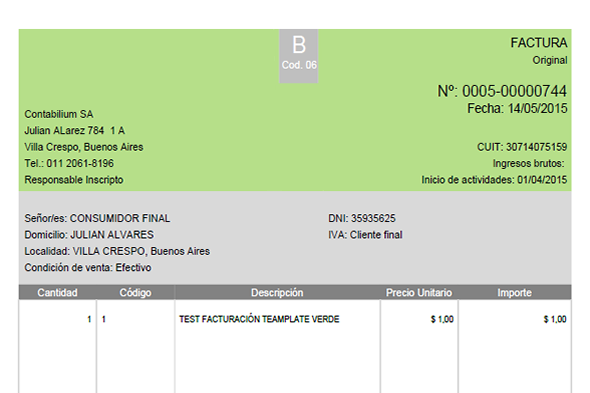 B
Cod. 06
FACTURA
Original
Nº: 0005-00000744
Fecha: 14/05/2015
Contabilium SA
Julian ALarez 784 1 A
Villa Crespo, Buenos Aires
CUIT: 30714075159
Tel.: 011 2061-8196
Ingresos brutos:
Responsable Inscripto
Inicio de actividades: 01/04/2015
Señor/es: CONSUMIDOR FINAL
DNI: 35935625
Domicilio: JULIAN ALVARES
IVA: Cliente final
Localidad: VILLA CRESPO, Buenos Aires
Condición de venta: Efectivo
Cantidad Código Descripción Precio Unitario Importe
1 1 TEST FACTURACIÓN TEAMPLATE VERDE $ 1,00 $ 1,00